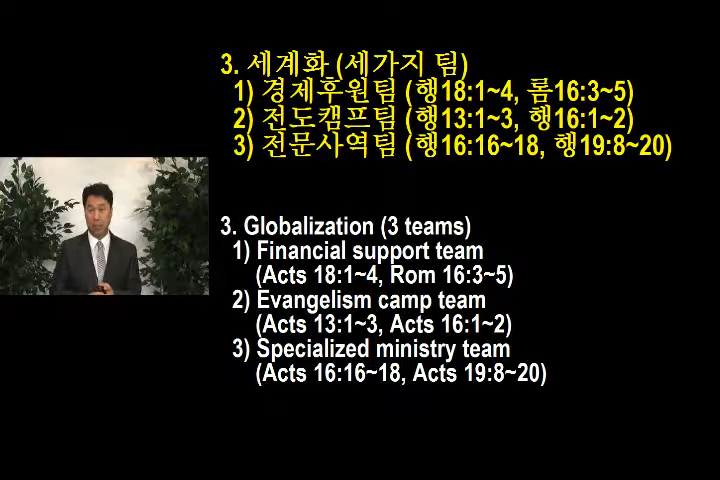 3. 세계화 (세가지 팀)
1) 경제후원팀 (행18:1~4, 롬16:3~5)
2) 전도캠프팀 (행13:1~3, 행16:1~2)
3) 전문사역팀 (행16:16~18, 행19:8~20)
3. Globalization (3 teams)
1) Financial support team
(Acts 18:1~4, Rom 16:3~5)
2) Evangelism camp team
(Acts 13:1~3, Acts 16:1~2)
3) Specialized ministry team
(Acts 16:16~18, Acts 19:8~20)